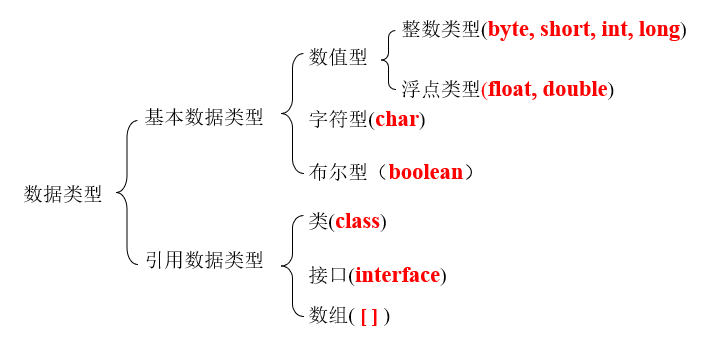 整数类型(byte, short, int, long)
数值型
浮点类型(float, double)
基本数据类型
字符型(char)
布尔型（boolean）
数据类型
类(class)
引用数据类型
接口(interface)
数组( [ ] )